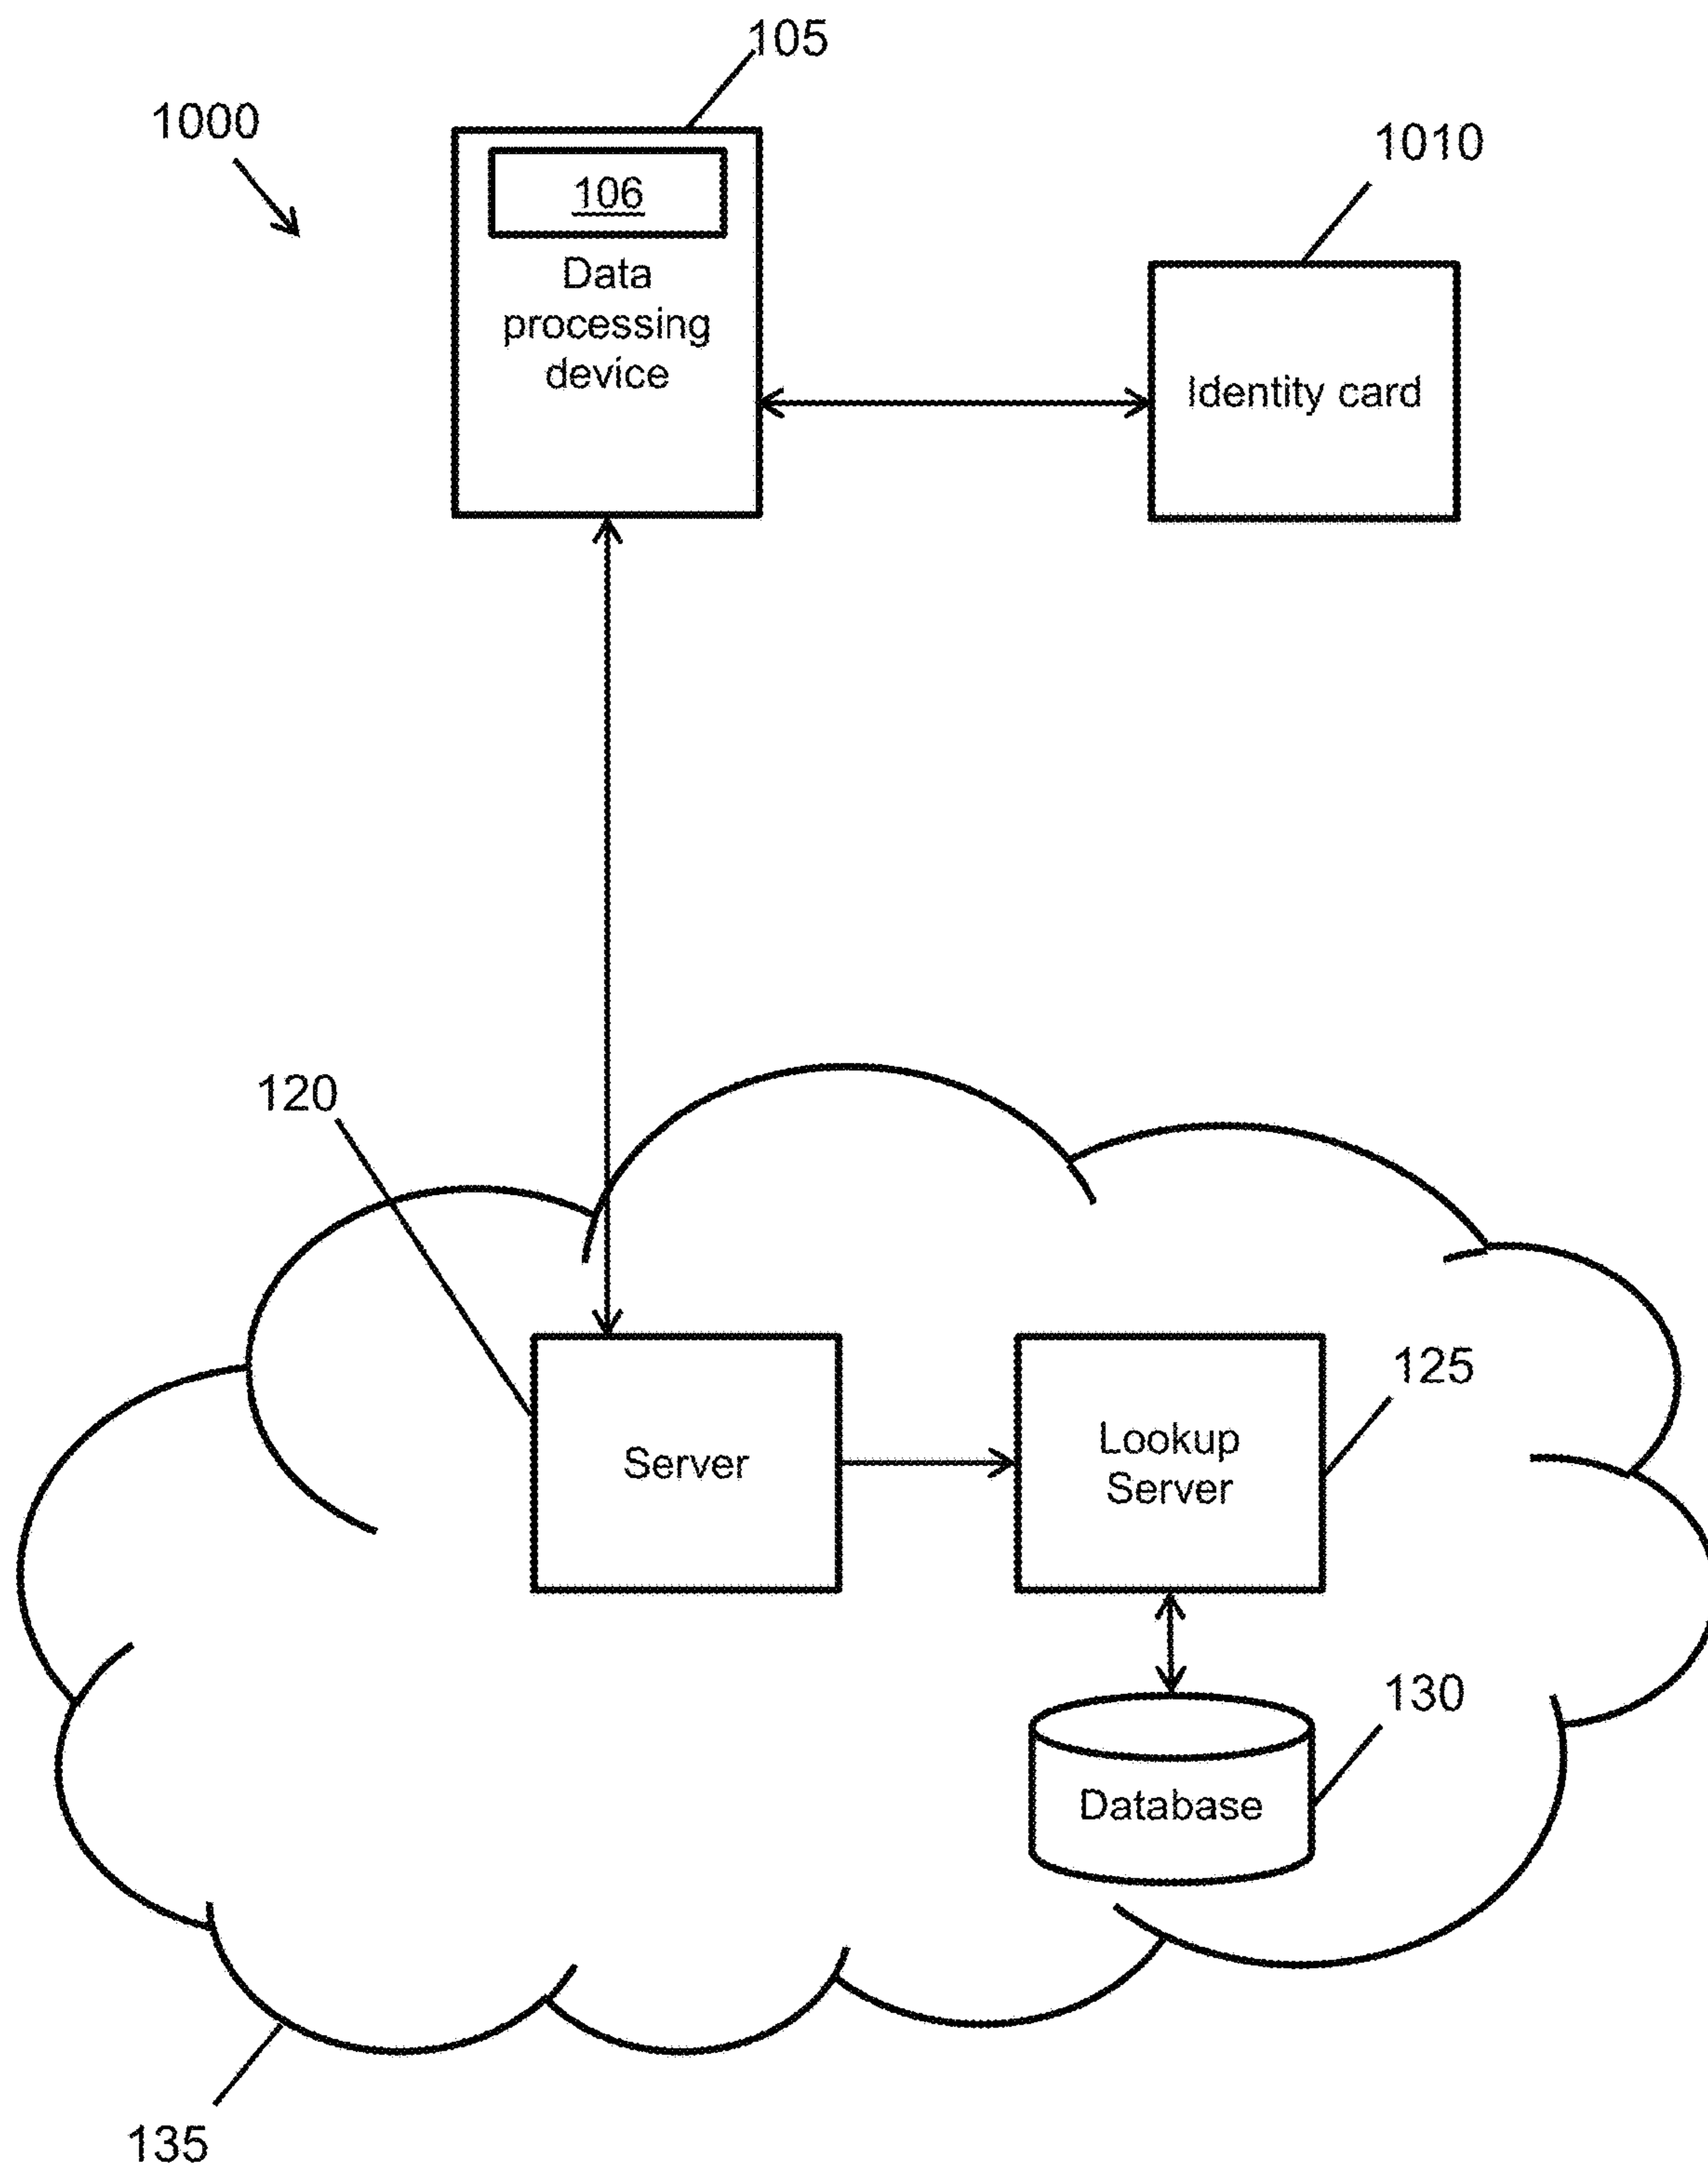 105
1000
1010
106
Data
processing
device
Identity card
120
125
Server
Lookup
Server
130
Database
135